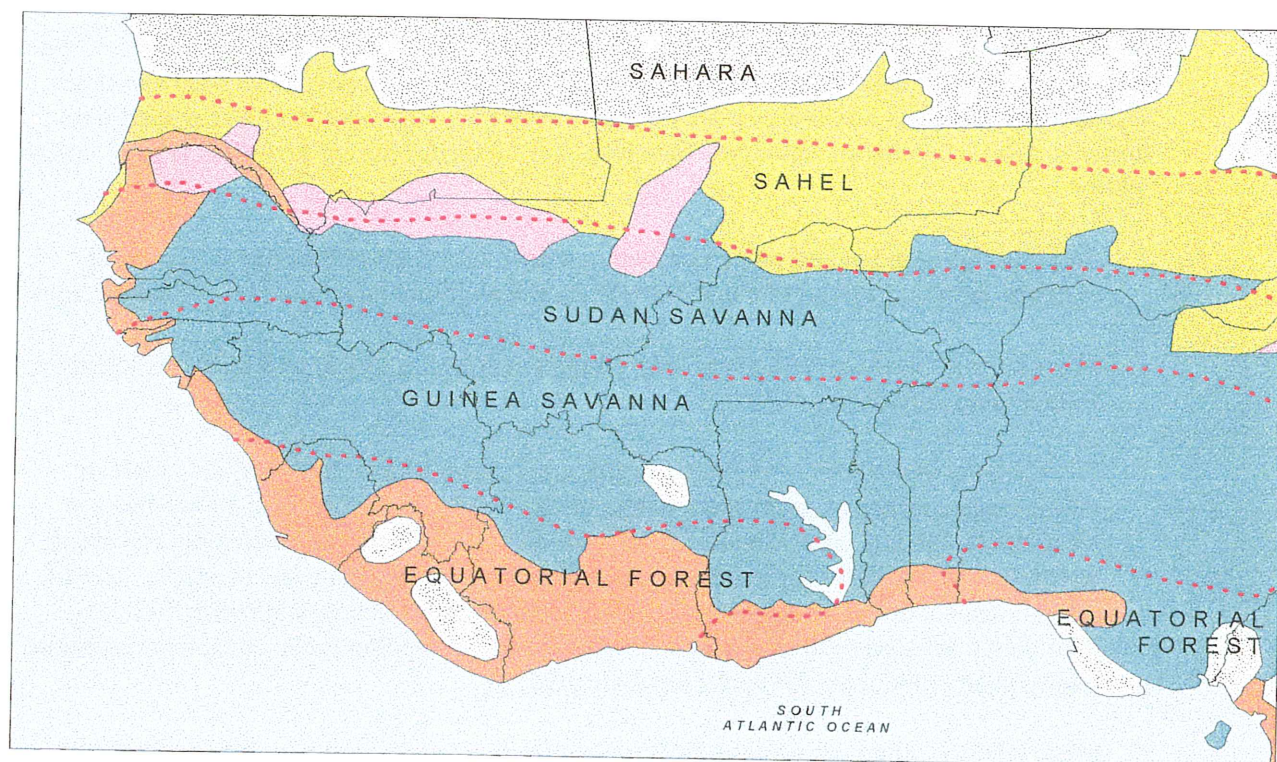 SAHARA
SAHEL
SUDAN SAVANNA
GUINEA SAVANNA
EQUATORIAL FOREST
EQUATORIAL
FOREST
SOUTH
ATLANTIC OCEAN